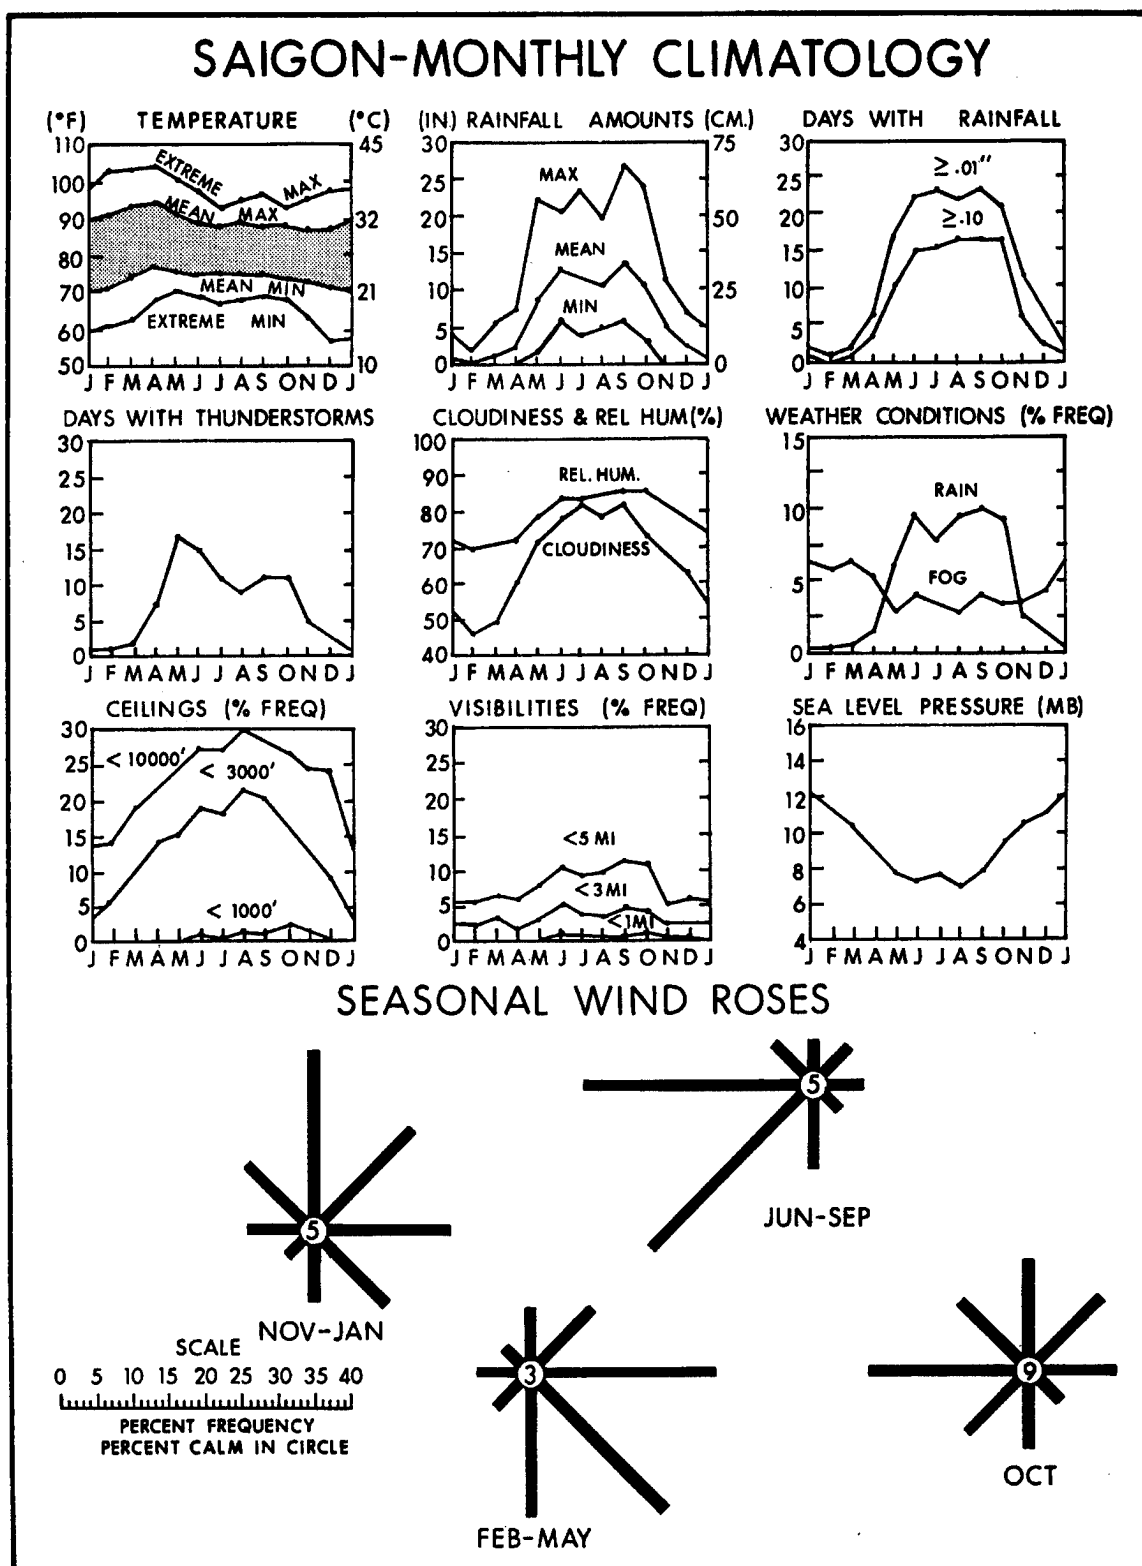 SAIGON-MONTHLY CLIMATOLOGY
(°F) TEMPERATURE (°C)
110 100 90 80 70 60 50
45 32 21 10
EXTREME MAX
MEAN MAX
MEAN MIN
EXTREME MIN
J F M A M J J A S O N D J
(IN.) RAINFALL AMOUNTS (CM.)
30 25 20 15 10 5 0
75 50 25 0
MAX
MEAN
MIN
J F M A M J J A S O N D J
DAYS WITH RAINFALL
30 25 20 15 10 5 0
≥ .01"
≥ .10
J F M A M J J A S O N D J
DAYS WITH THUNDERSTORMS
30 25 20 15 10 5 0
J F M A M J J A S O N D J
CLOUDINESS & REL HUM(%)
100 90 80 70 60 50 40
REL. HUM.
CLOUDINESS
J F M A M J J A S O N D J
WEATHER CONDITIONS (% FREQ)
15 10 5 0
RAIN
FOG
J F M A M J J A S O N D J
CEILINGS (% FREQ)
30 25 20 15 10 5 0
< 10000'
< 3000'
< 1000'
J F M A M J J A S O N D J
VISIBILITIES (% FREQ)
30 25 20 15 10 5 0
<5 MI
<3MI
<1MI
J F M A M J J A S O N D J
SEA LEVEL PRESSURE (MB)
16 14 12 10 8 6 4
J F M A M J J A S O N D J
SEASONAL WIND ROSES
5
JUN-SEP
5
NOV-JAN
3
FEB-MAY
9
OCT
SCALE
0 5 10 15 20 25 30 35 40
PERCENT FREQUENCY
PERCENT CALM IN CIRCLE